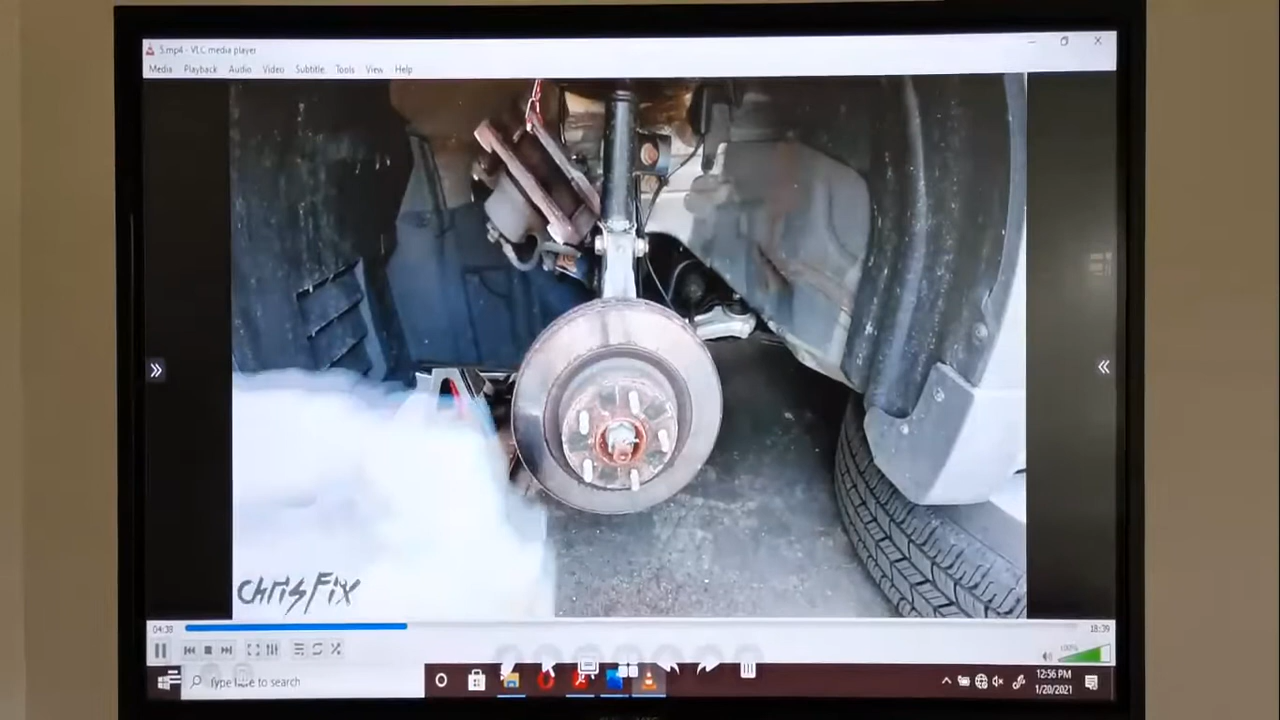 5.mp4 - VLC media player
Media Playback Audio Video Subtitle Tools View Help
chrisFix
04:38
18:39
100%
Type here to search
12:56 PM
1/20/2021